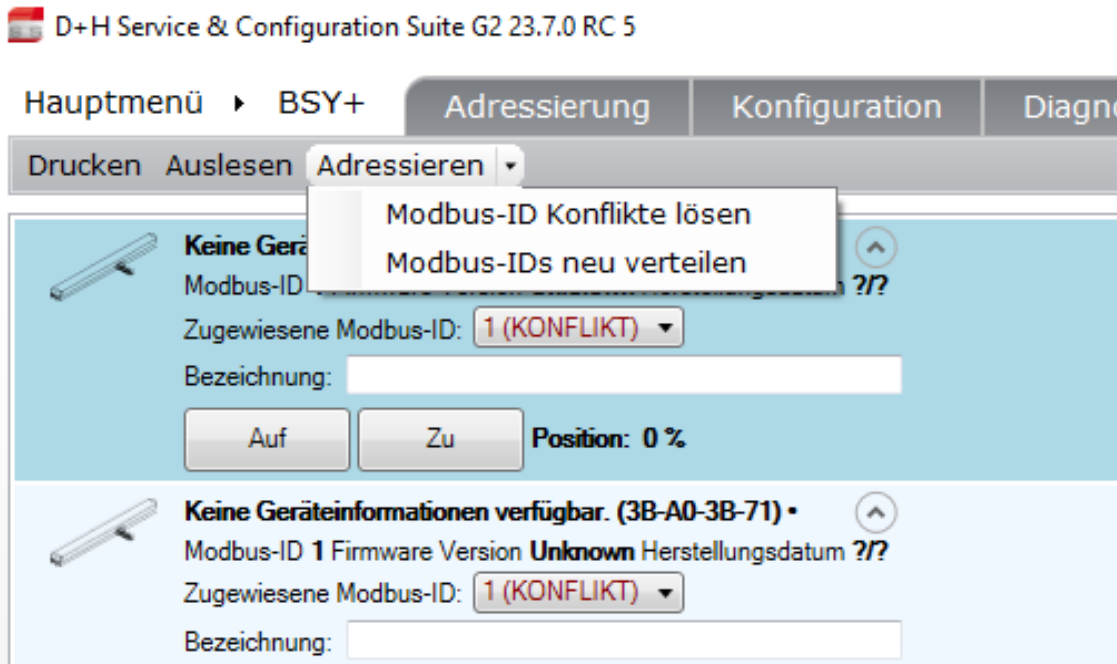 D+H Service & Configuration Suite G2 23.7.0 RC 5
Hauptmenü ▸ BSY+ Adressierung Konfiguration
Drucken Auslesen Adressieren
Modbus-ID Konflikte lösen
Modbus-IDs neu verteilen
Keine
Modbus-ID ?/?
Zugewiesene Modbus-ID: 1 (KONFLIKT)
Bezeichnung:
Auf Zu Position: 0 %
Keine Geräteinformationen verfügbar. (3B-A0-3B-71) •
Modbus-ID 1 Firmware Version Unknown Herstellungsdatum ?/?
Zugewiesene Modbus-ID: 1 (KONFLIKT)
Bezeichnung: